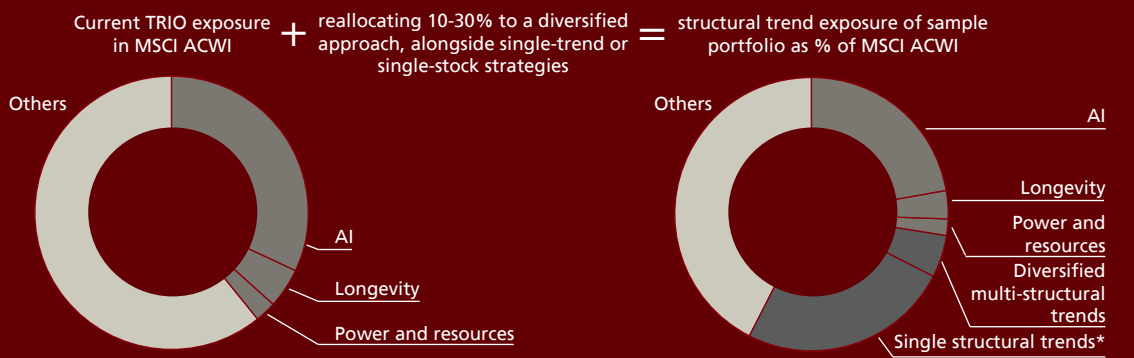 Current TRIO exposure
in MSCI ACWI
+
reallocating 10-30% to a diversified
approach, alongside single-trend or
single-stock strategies
=
structural trend exposure of sample
portfolio as % of MSCI ACWI
Others
AI
Longevity
Power and resources
Others
AI
Longevity
Power and
resources
Diversified
multi-structural
trends
Single structural trends*